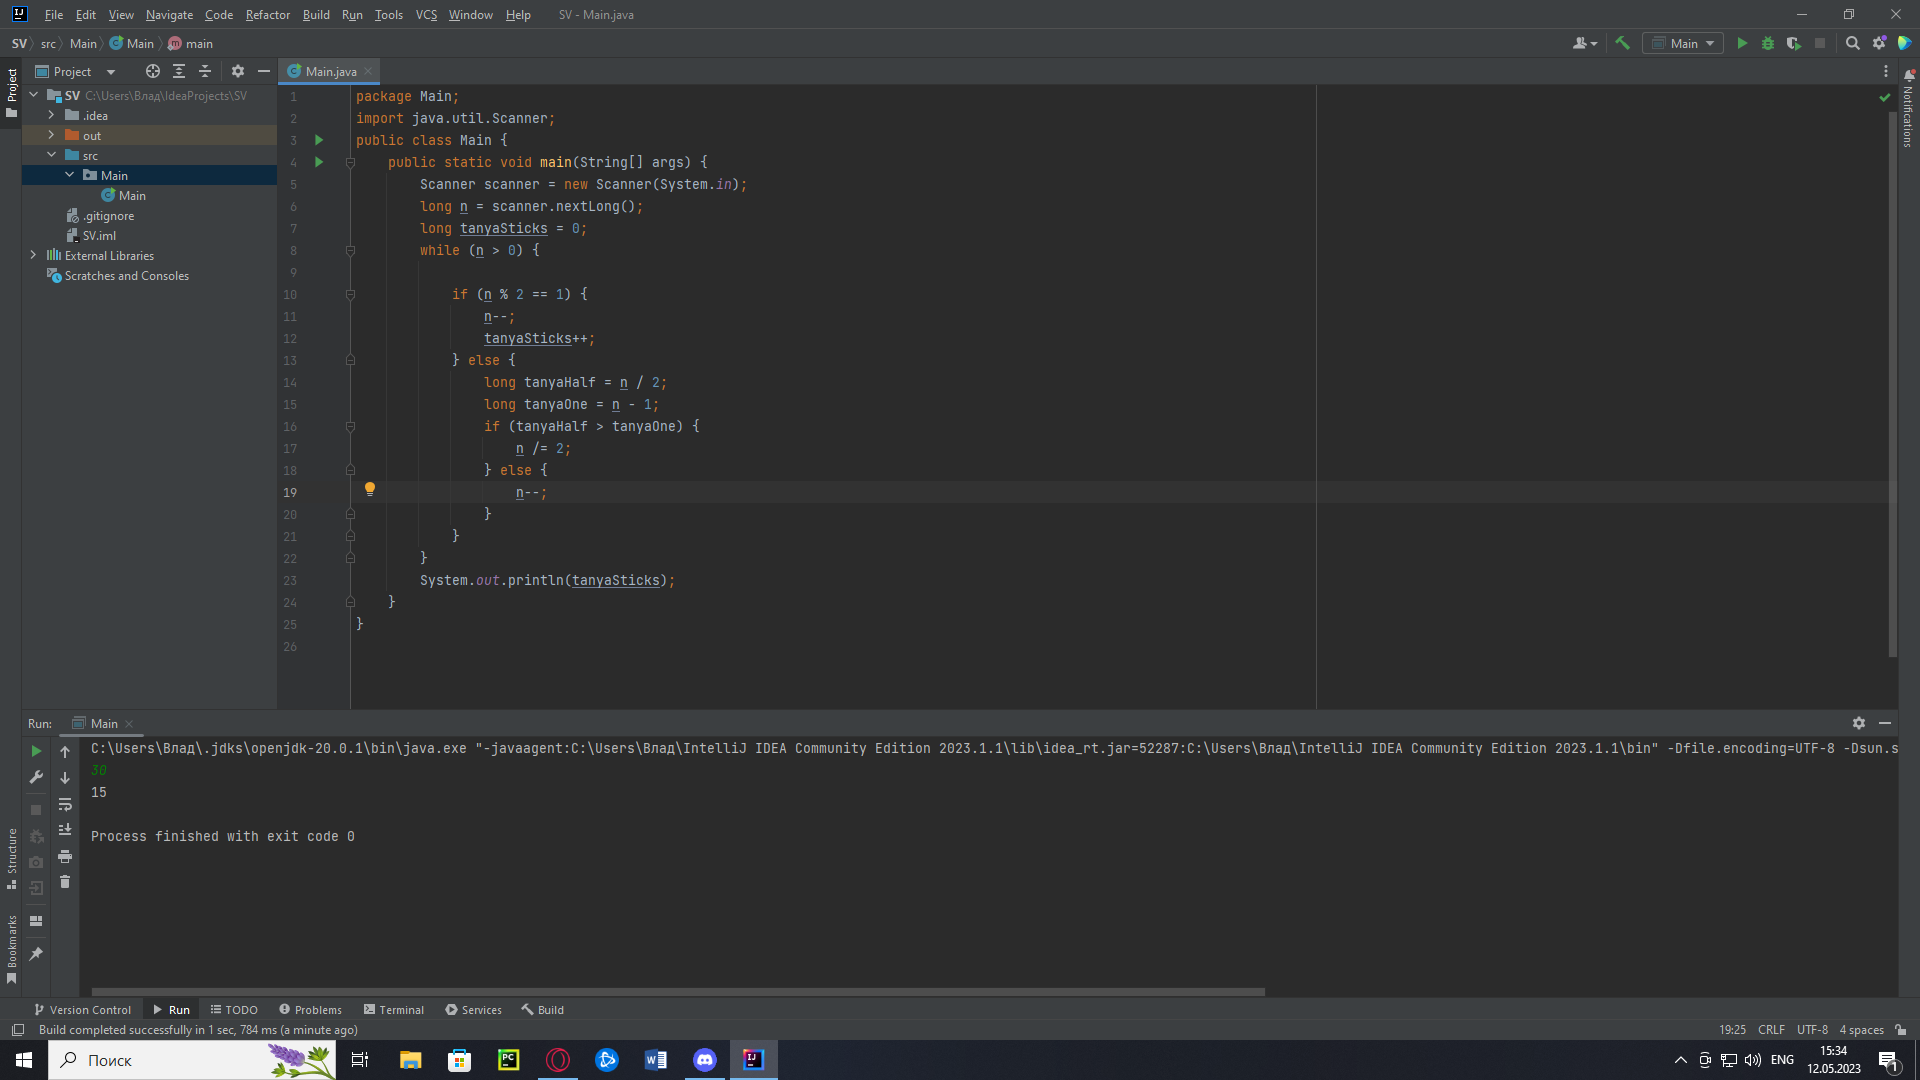 File Edit View Navigate Code Refactor Build Run Tools VCS Window Help SV - Main.java
SV src Main Main main
Main
Project
Main.java
SV C:\Users\Влад\IdeaProjects\SV
.idea
out
src
Main
Main
.gitignore
SV.iml
External Libraries
Scratches and Consoles
Project
Structure
Bookmarks
Notifications
1 package Main;
2 import java.util.Scanner;
3 public class Main {
4 public static void main(String[] args) {
5 Scanner scanner = new Scanner(System.in);
6 long n = scanner.nextLong();
7 long tanyaSticks = 0;
8 while (n > 0) {
9
10 if (n % 2 == 1) {
11 n--;
12 tanyaSticks++;
13 } else {
14 long tanyaHalf = n / 2;
15 long tanyaOne = n - 1;
16 if (tanyaHalf > tanyaOne) {
17 n /= 2;
18 } else {
19 n--;
20 }
21 }
22 }
23 System.out.println(tanyaSticks);
24 }
25 }
26
Run: Main
C:\Users\Влад\.jdks\openjdk-20.0.1\bin\java.exe "-javaagent:C:\Users\Влад\IntelliJ IDEA Community Edition 2023.1.1\lib\idea_rt.jar=52287:C:\Users\Влад\IntelliJ IDEA Community Edition 2023.1.1\bin" -Dfile.encoding=UTF-8 -Dsun.s
30
15
Process finished with exit code 0
Version Control Run TODO Problems Terminal Services Build
Build completed successfully in 1 sec, 784 ms (a minute ago)
19:25 CRLF UTF-8 4 spaces
Поиск
ENG
15:34
12.05.2023
1